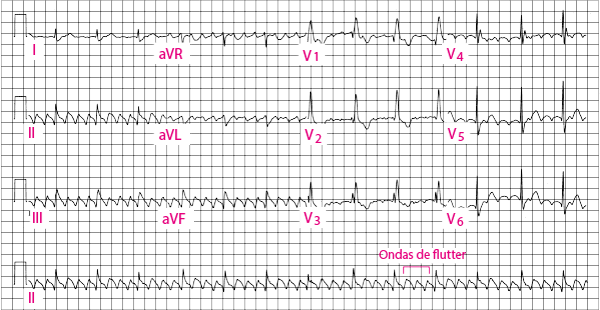 I aVR V1 V4
II aVL V2 V5
III aVF V3 V6
Ondas de flutter
II